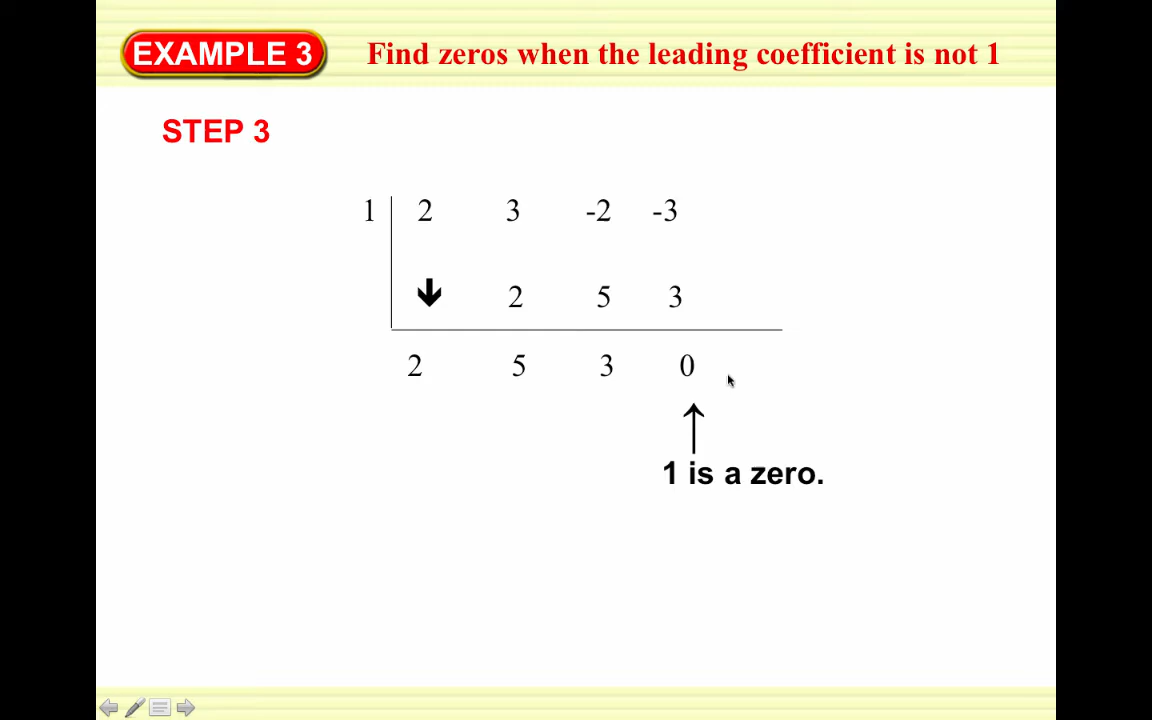 EXAMPLE 3 Find zeros when the leading coefficient is not 1
STEP 3
1 2 3 -2 -3
2 5 3
2 5 3 0
1 is a zero.